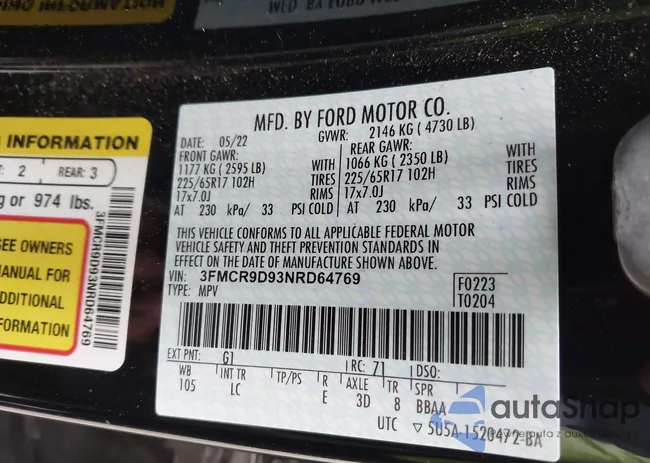 MFD. BY FORD MOTOR CO.
DATE: 05/22 GVWR: 2146 KG ( 4730 LB)
FRONT GAWR: REAR GAWR:
1177 KG ( 2595 LB) WITH 1066 KG ( 2350 LB) WITH
225/65R17 102H TIRES 225/65R17 102H TIRES
17x7.0J RIMS 17x7.0J RIMS
AT 230 kPa/ 33 PSI COLD AT 230 kPa/ 33 PSI COLD
THIS VEHICLE CONFORMS TO ALL APPLICABLE FEDERAL MOTOR
VEHICLE SAFETY AND THEFT PREVENTION STANDARDS IN
EFFECT ON THE DATE OF MANUFACTURE SHOWN ABOVE.
VIN: 3FMCR9D93NRD64769
TYPE: MPV
F0223
T0204
EXT PNT: G1 RC: 71 DSO:
WB INT TR TP/PS R AXLE TR SPR
105 LC E 3D 8 BBAA
UTC ▽5U5A-1520472-BA
INFORMATION
: 2 REAR: 3
g or 974 lbs.
SEE OWNERS
MANUAL FOR
ADDITIONAL
INFORMATION
3FMCR9D93NRD64769
autaSnap